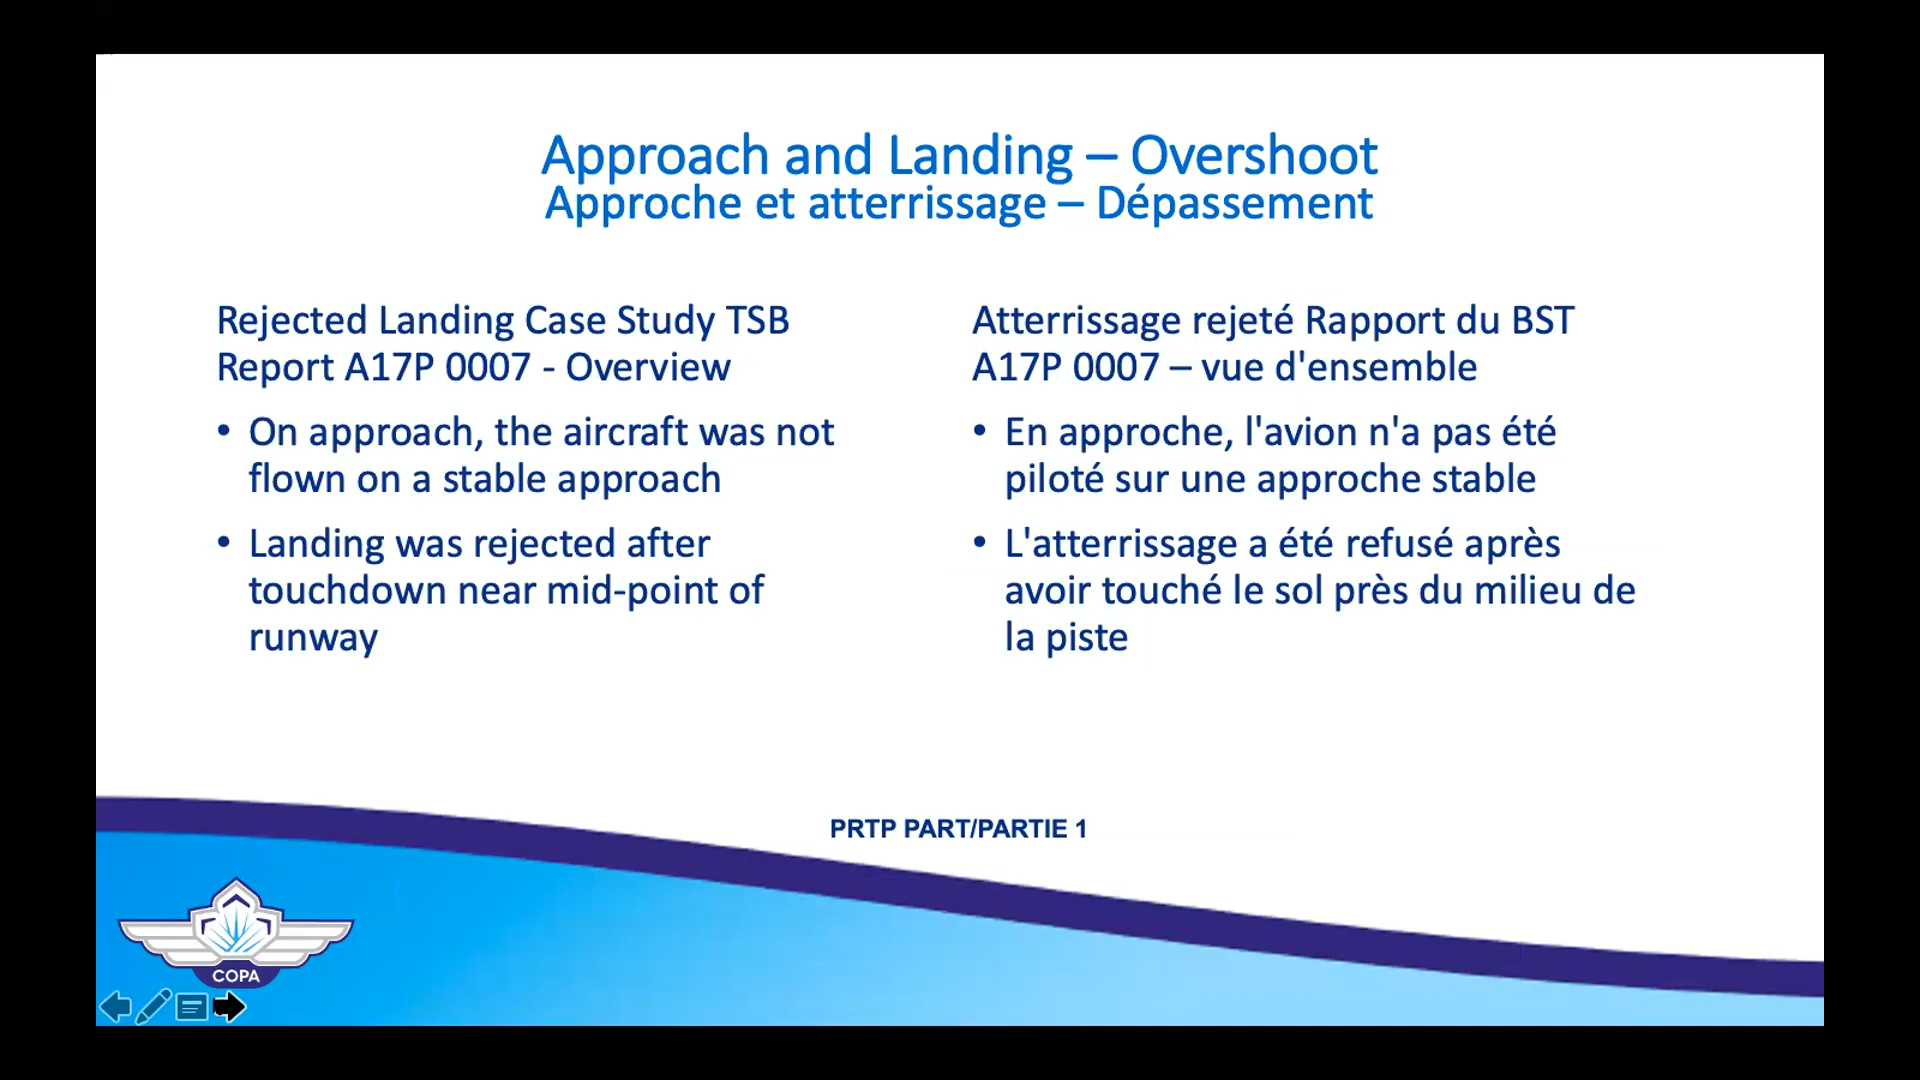 Approach and Landing – Overshoot
Approche et atterrissage – Dépassement
Rejected Landing Case Study TSB
Report A17P 0007 - Overview
• On approach, the aircraft was not
flown on a stable approach
• Landing was rejected after
touchdown near mid-point of
runway
Atterrissage rejeté Rapport du BST
A17P 0007 – vue d'ensemble
• En approche, l'avion n'a pas été
piloté sur une approche stable
• L'atterrissage a été refusé après
avoir touché le sol près du milieu de
la piste
PRTP PART/PARTIE 1
COPA